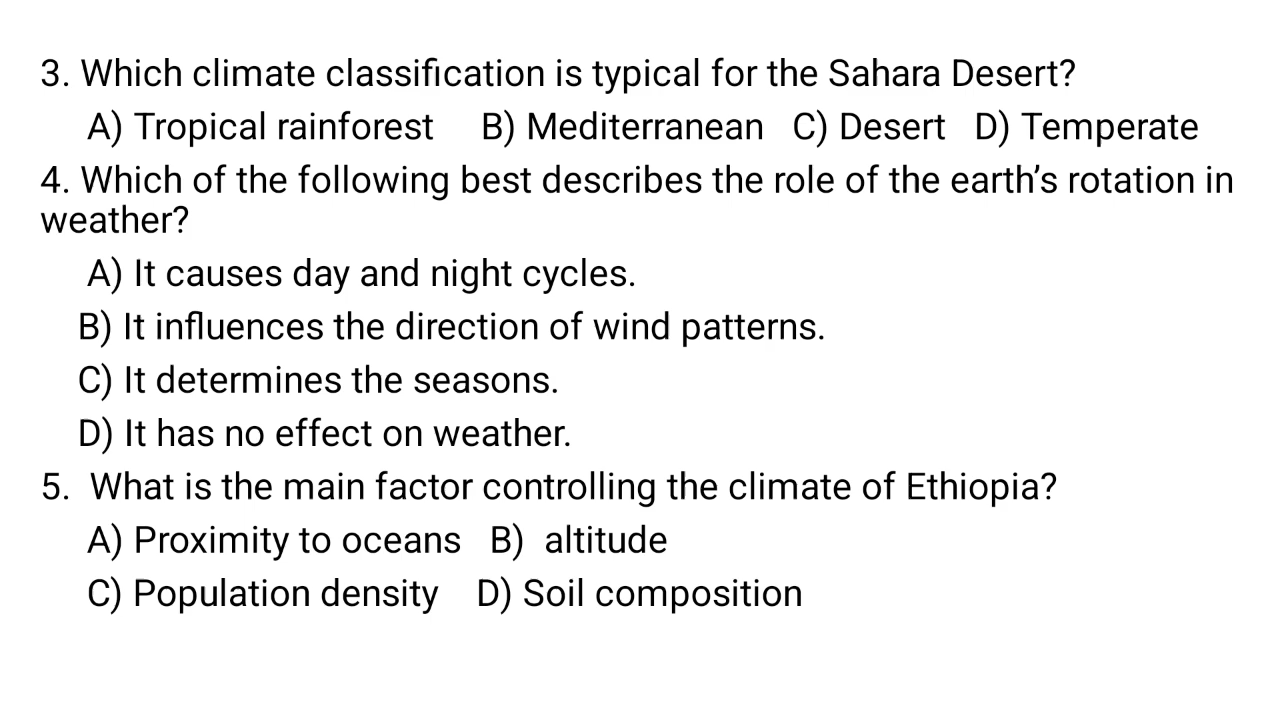 3. Which climate classification is typical for the Sahara Desert?
A) Tropical rainforest B) Mediterranean C) Desert D) Temperate
4. Which of the following best describes the role of the earth’s rotation in
weather?
A) It causes day and night cycles.
B) It influences the direction of wind patterns.
C) It determines the seasons.
D) It has no effect on weather.
5. What is the main factor controlling the climate of Ethiopia?
A) Proximity to oceans B) altitude
C) Population density D) Soil composition